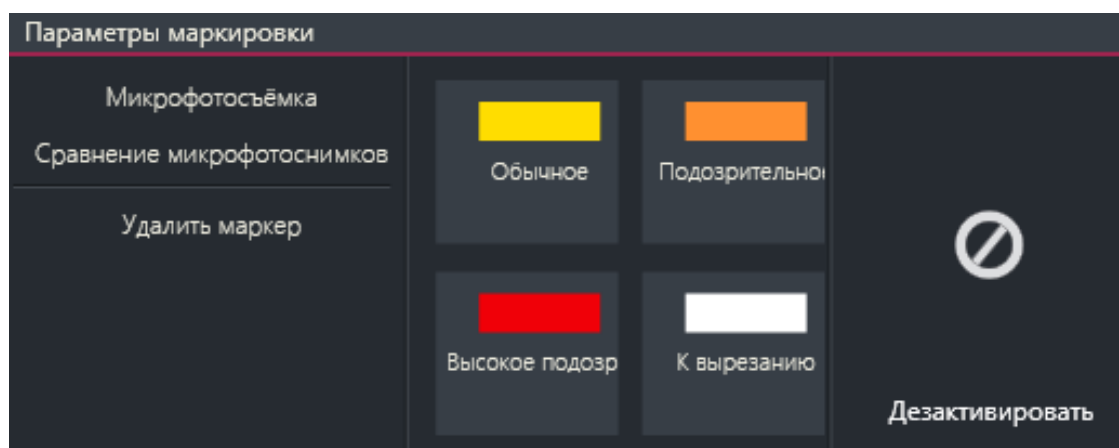 Параметры маркировки
Микрофотосъёмка
Сравнение микрофотоснимков
Удалить маркер
Обычное
Подозрительно
Высокое подозр
К вырезанию
Дезактивировать